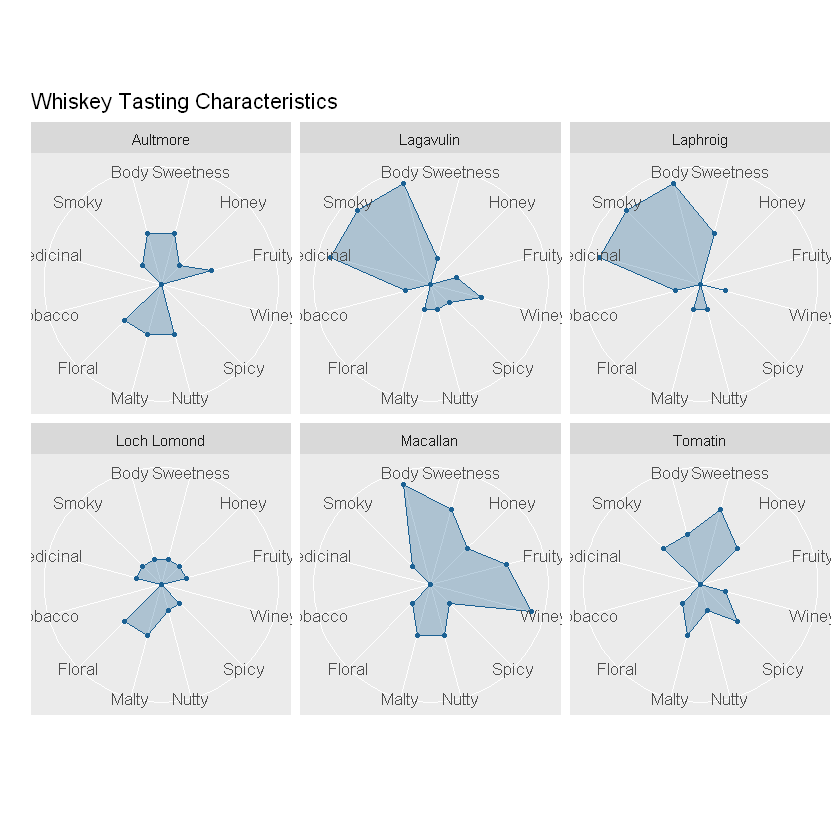 Whiskey Tasting Characteristics
Aultmore
Lagavulin
Laphroig
Body Sweetness
Body Sweetness
Body Sweetness
Smoky Honey
Smoky Honey
Smoky Honey
edicinal Fruity
edicinal Fruity
edicinal Fruity
obacco Winey
obacco Winey
obacco Winey
Floral Spicy
Floral Spicy
Floral Spicy
Malty Nutty
Malty Nutty
Malty Nutty
Loch Lomond
Macallan
Tomatin
Body Sweetness
Body Sweetness
Body Sweetness
Smoky Honey
Smoky Honey
Smoky Honey
edicinal Fruity
edicinal Fruity
edicinal Fruity
obacco Winey
obacco Winey
obacco Winey
Floral Spicy
Floral Spicy
Floral Spicy
Malty Nutty
Malty Nutty
Malty Nutty